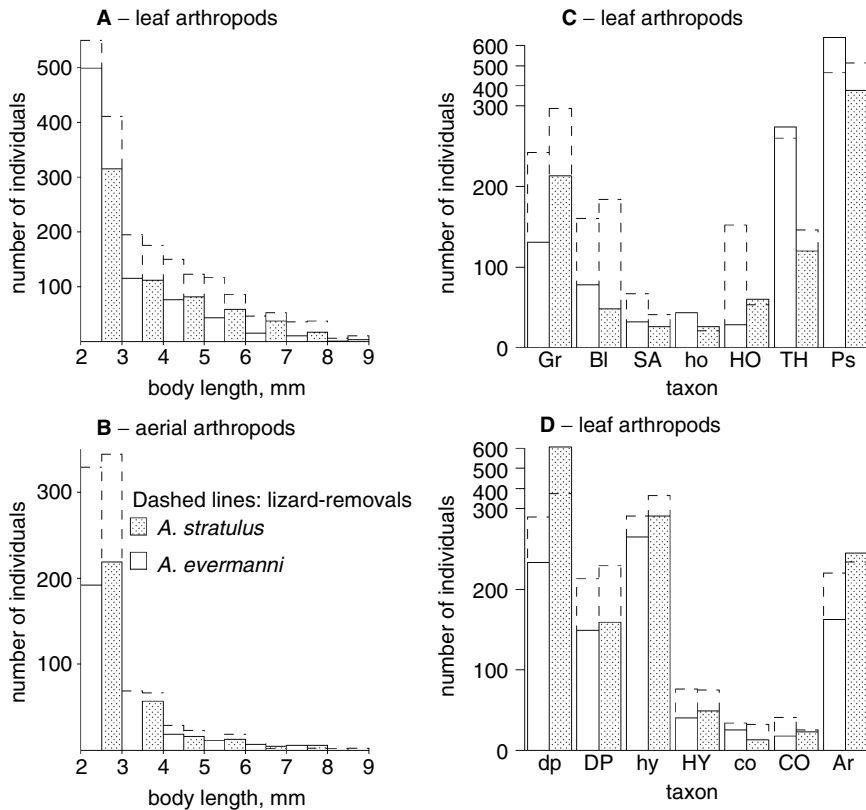 A – leaf arthropods
500
400
300
200
100
number of individuals
2 3 4 5 6 7 8 9
body length, mm
B – aerial arthropods
300
200
100
number of individuals
Dashed lines: lizard-removals
A. stratulus
A. evermanni
2 3 4 5 6 7 8 9
body length, mm
C – leaf arthropods
600
500
400
300
200
100
0
number of individuals
Gr Bl SA ho HO TH Ps
taxon
D – leaf arthropods
600
500
400
300
200
100
0
number of individuals
dp DP hy HY co CO Ar
taxon